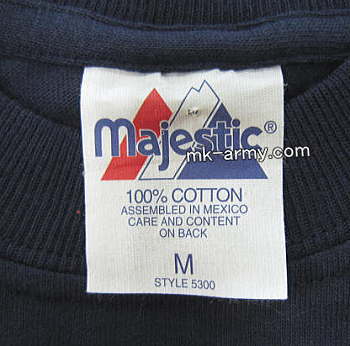 majestic®
mk-army.com
100% COTTON
ASSEMBLED IN MEXICO
CARE AND CONTENT
ON BACK
M
STYLE 5300